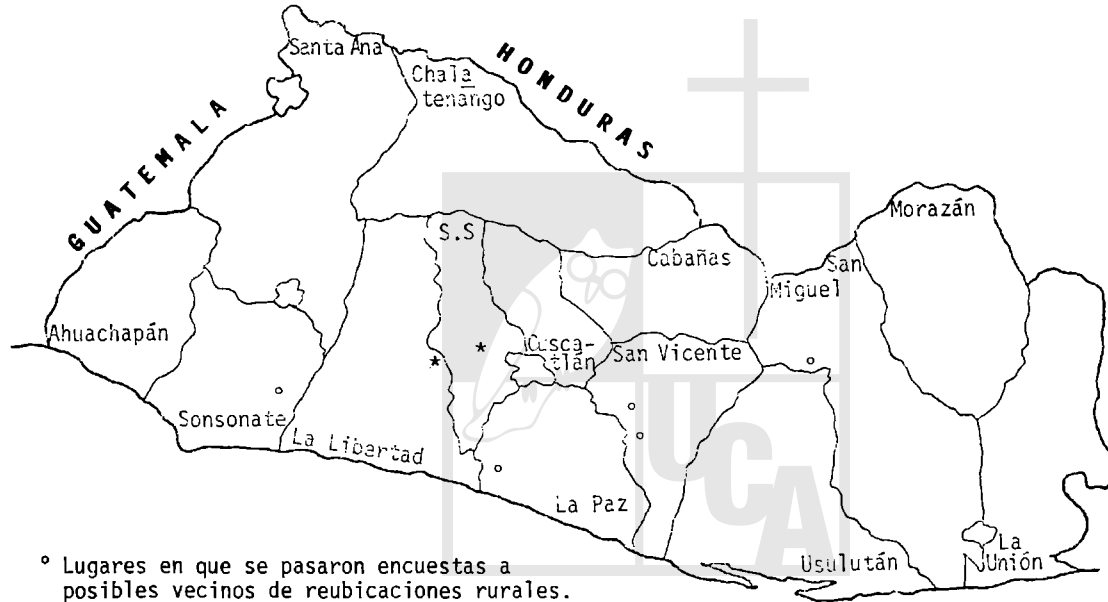 Santa Ana
HONDURAS
Chala
tenango
GUATEMALA
Morazán
S.S
Cabañas
San
Miguel
Ahuachapán
*
*
Cusca-
tlán
San Vicente
Sonsonate
La Libertad
La Paz
UCA
Usulután
La
Unión
° Lugares en que se pasaron encuestas a
posibles vecinos de reubicaciones rurales.